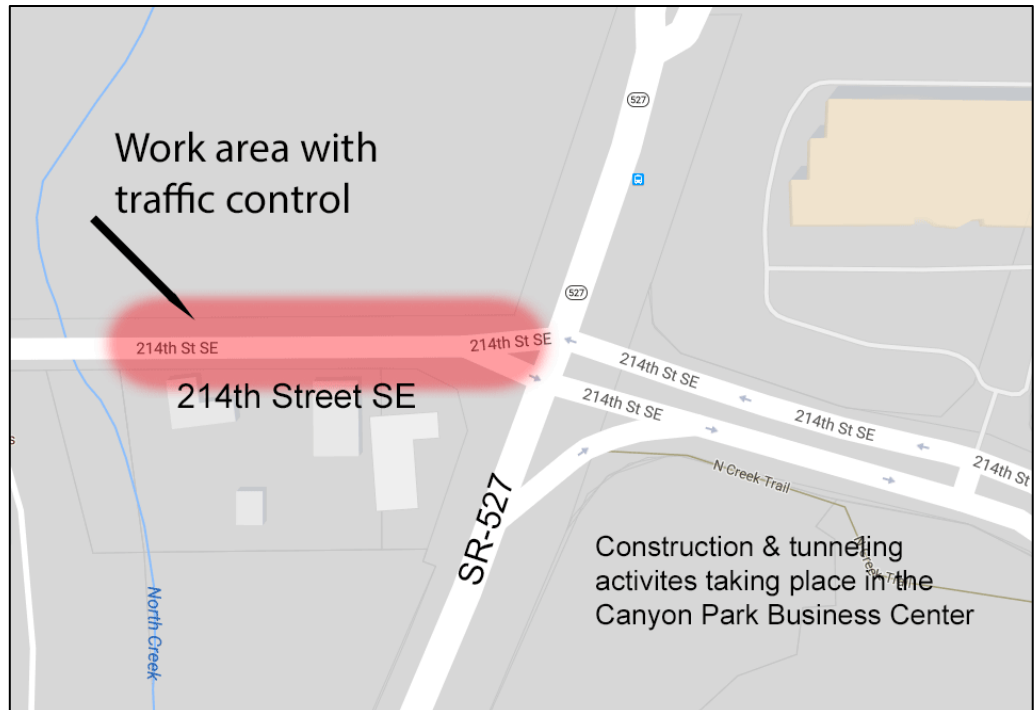 527
Work area with
traffic control
527
214th St SE
214th St SE
214th Street SE
214th St SE
214th St SE
214th St SE
214th St
s
N Creek Trail
SR-527
Construction & tunneling
activites taking place in the
Canyon Park Business Center
North Creek